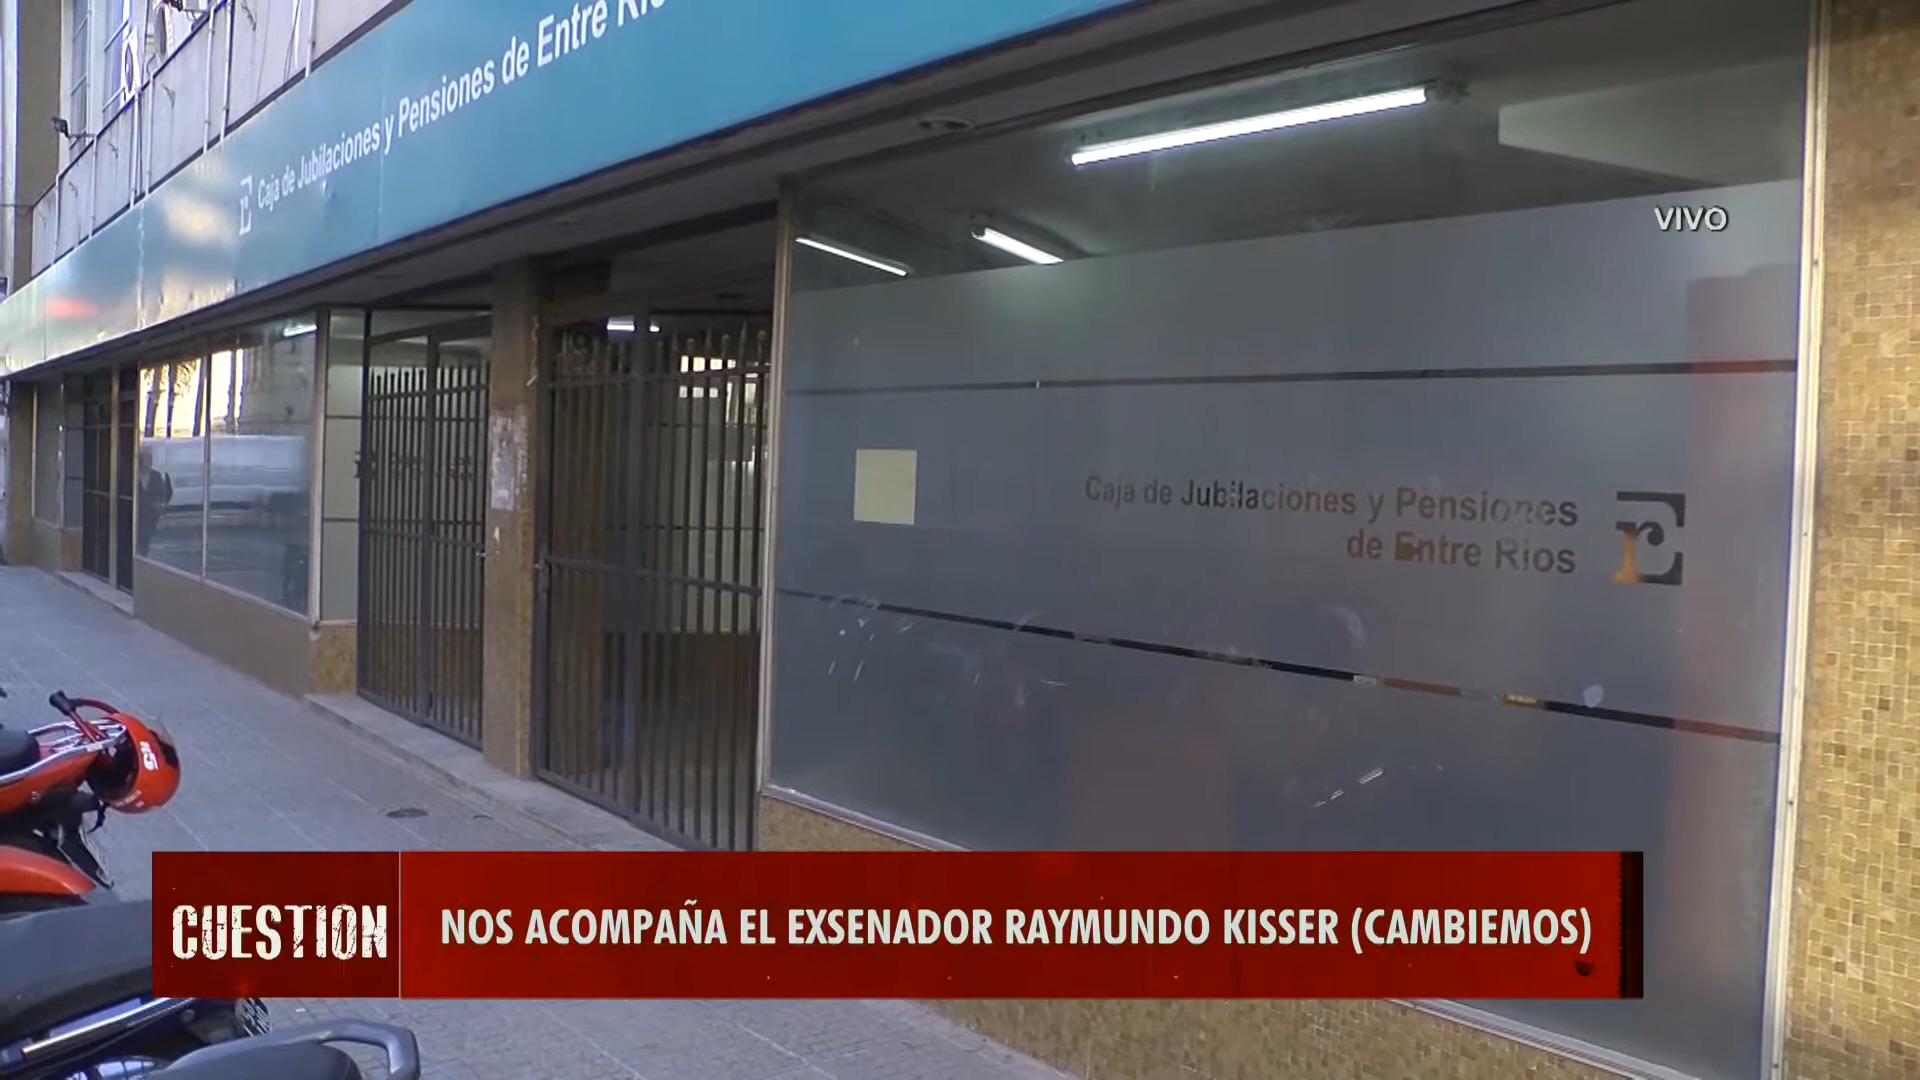 Caja de Jubilaciones y Pensiones de Entre
VIVO
Caja de Jubilaciones y Pensiones
de Entre Ríos
Er
CUESTION
NOS ACOMPAÑA EL EXSENADOR RAYMUNDO KISSER (CAMBIEMOS)